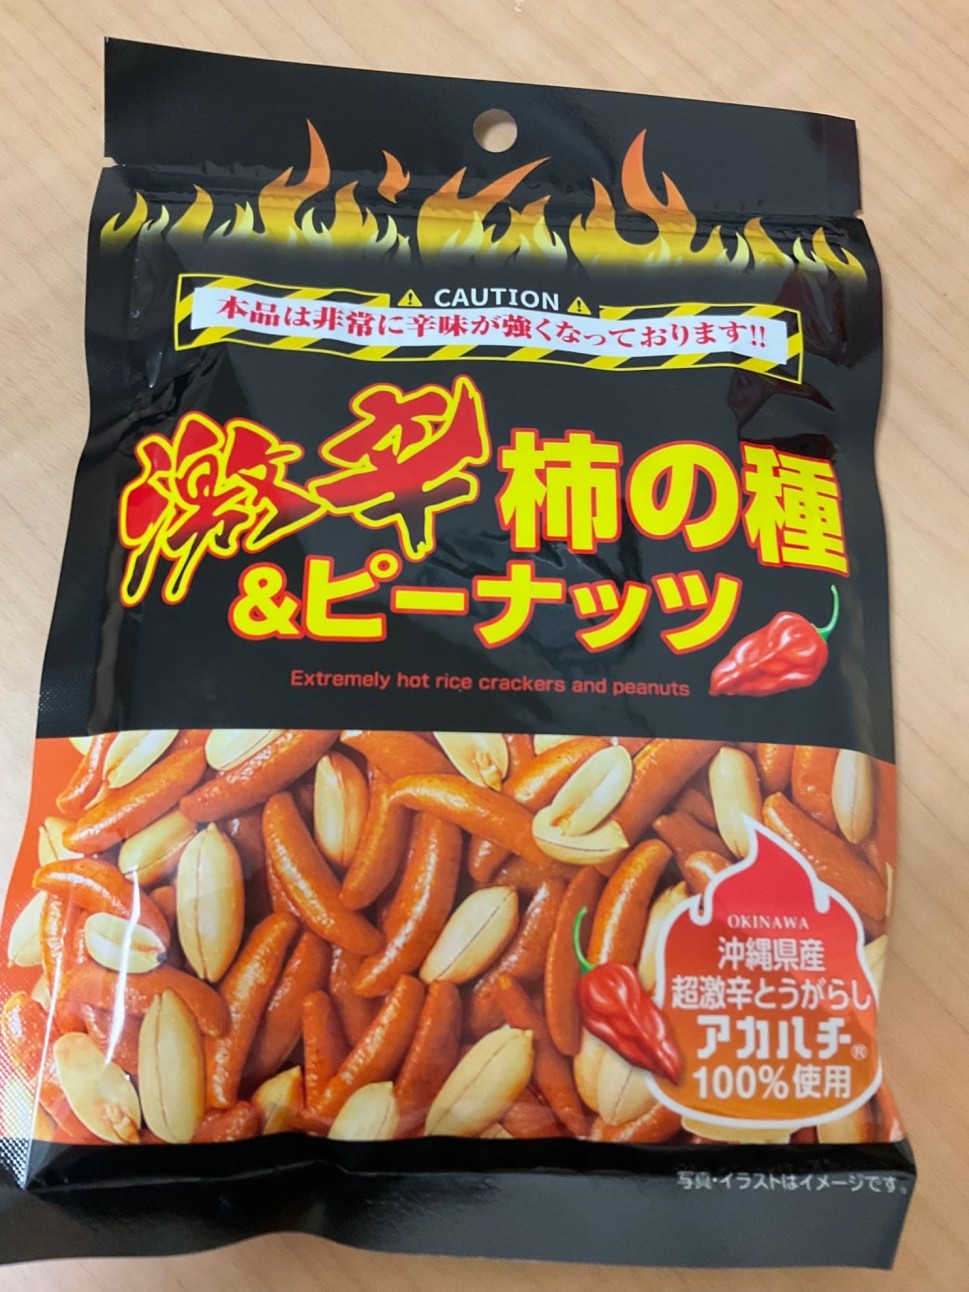 CAUTION
本品は非常に辛味が強くなっております!!
激辛柿の種
&ピーナッツ
Extremely hot rice crackers and peanuts
OKINAWA
沖縄県産
超激辛とうがらし
アカハチ®
100%使用
写真・イラストはイメージです。